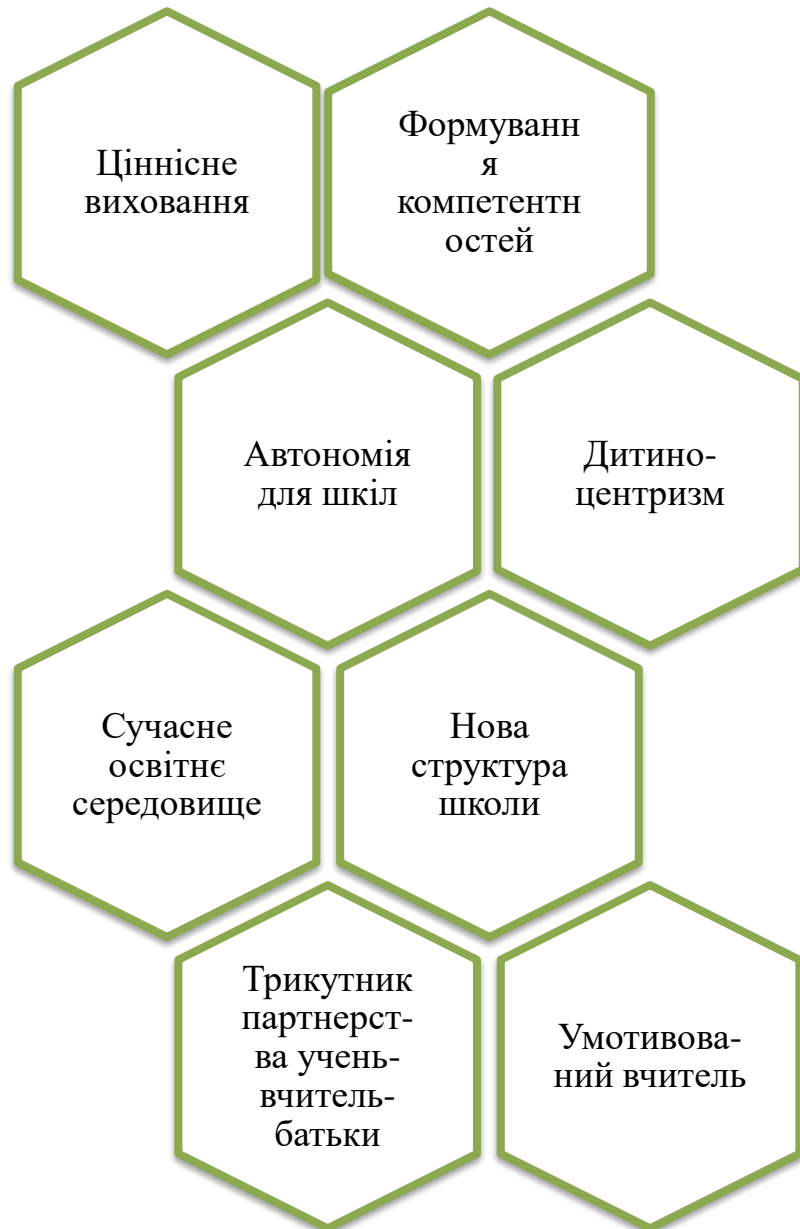 Ціннісне
виховання
Формуванн
я
компетентн
остей
Автономія
для шкіл
Дитино-
центризм
Сучасне
освітнє
середовище
Нова
структура
школи
Трикутник
партнерст-
ва учень-
вчитель-
батьки
Умотивова-
ний вчитель